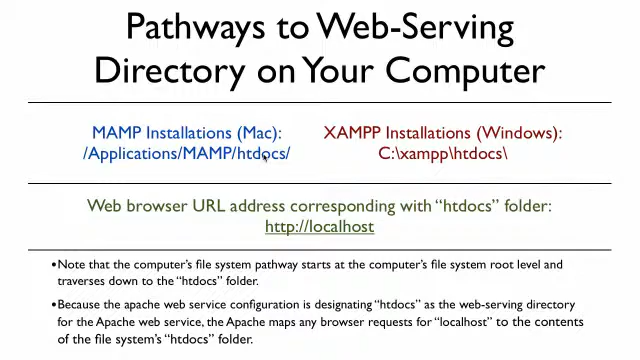 Pathways to Web-Serving
Directory on Your Computer
MAMP Installations (Mac):
/Applications/MAMP/htdocs/
XAMPP Installations (Windows):
C:\xampp\htdocs\
Web browser URL address corresponding with “htdocs” folder:
http://localhost
•Note that the computer’s file system pathway starts at the computer’s file system root level and
traverses down to the “htdocs” folder.
•Because the apache web service configuration is designating “htdocs” as the web-serving directory
for the Apache web service, the Apache maps any browser requests for “localhost” to the contents
of the file system’s “htdocs” folder.